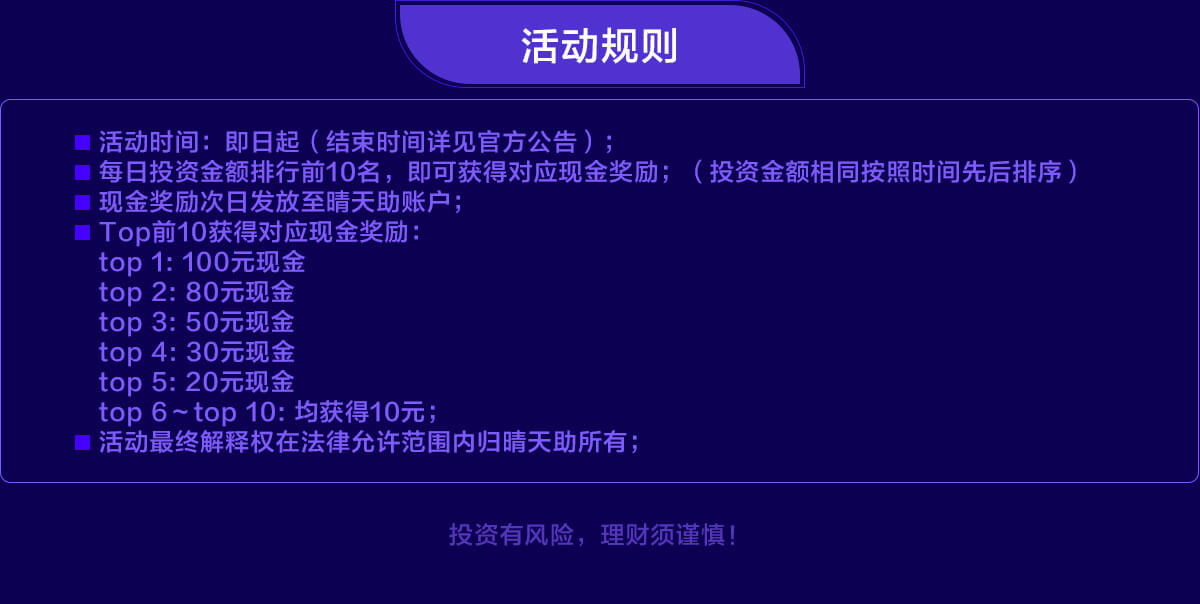 活动规则
活动时间：即日起（结束时间详见官方公告）；
每日投资金额排行前10名，即可获得对应现金奖励；（投资金额相同按照时间先后排序）
现金奖励次日发放至晴天助账户；
Top前10获得对应现金奖励：
top 1: 100元现金
top 2: 80元现金
top 3: 50元现金
top 4: 30元现金
top 5: 20元现金
top 6~top 10: 均获得10元；
活动最终解释权在法律允许范围内归晴天助所有；
投资有风险，理财须谨慎！